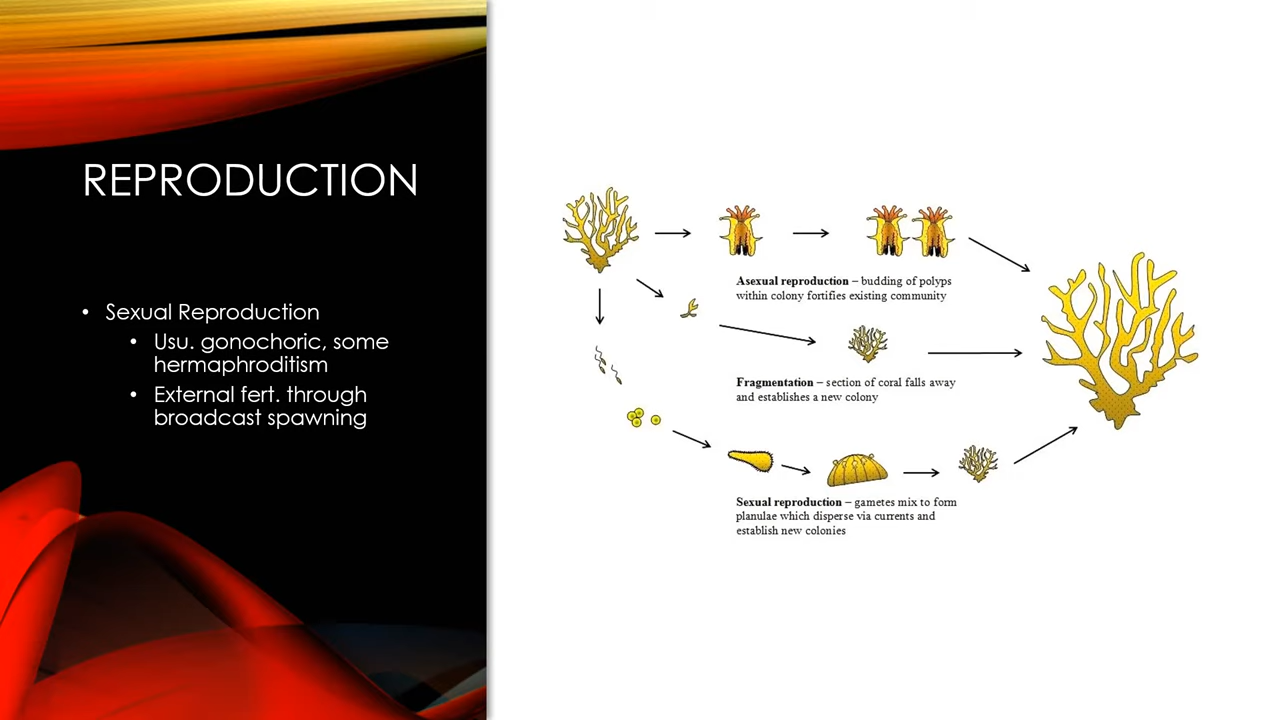 REPRODUCTION
• Sexual Reproduction
• Usu. gonochoric, some
hermaphroditism
• External fert. through
broadcast spawning
Asexual reproduction – budding of polyps
within colony fortifies existing community
Fragmentation – section of coral falls away
and establishes a new colony
Sexual reproduction – gametes mix to form
planulae which disperse via currents and
establish new colonies